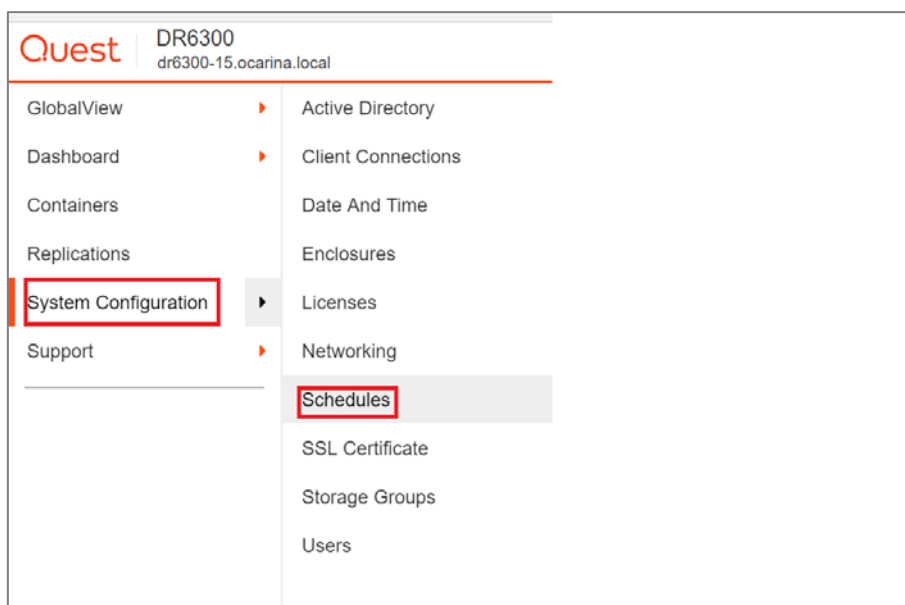 Quest
DR6300
dr6300-15.ocarina.local
GlobalView
Dashboard
Containers
Replications
System Configuration
Support
Active Directory
Client Connections
Date And Time
Enclosures
Licenses
Networking
Schedules
SSL Certificate
Storage Groups
Users